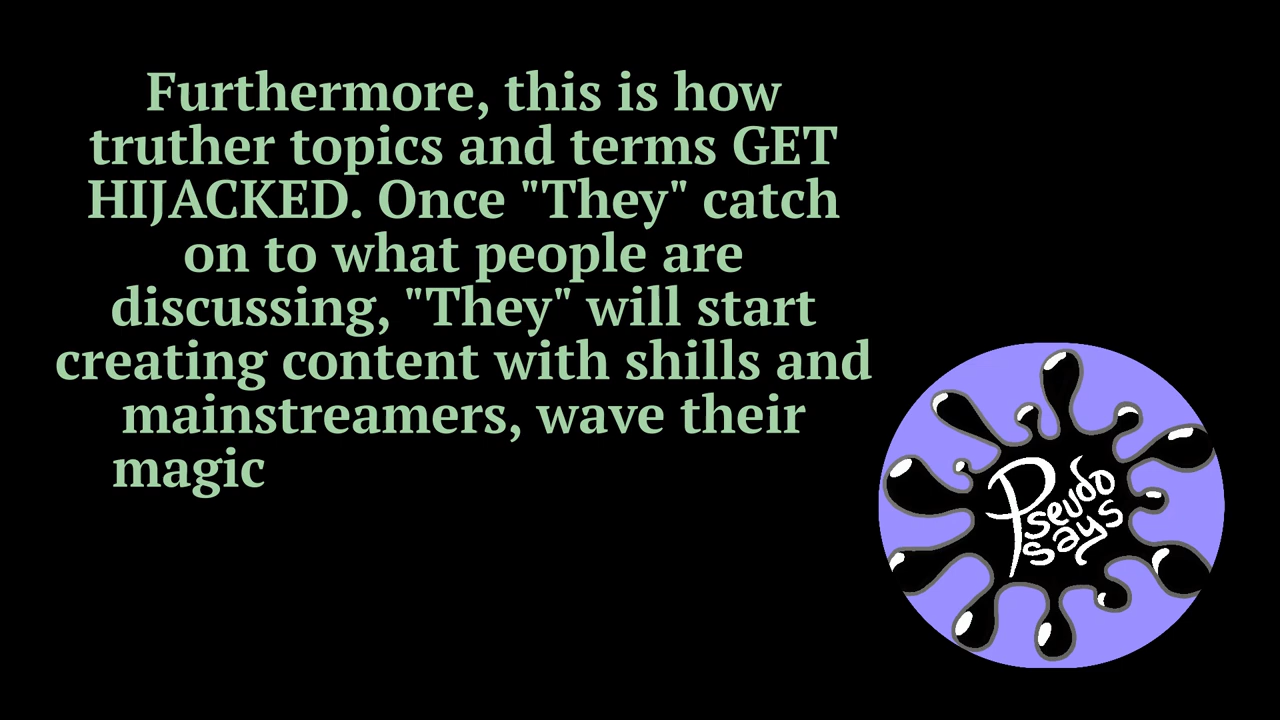 Furthermore, this is how
truther topics and terms GET
HIJACKED. Once "They" catch
on to what people are
discussing, "They" will start
creating content with shills and
mainstreamers, wave their
magic
Pseudo
says